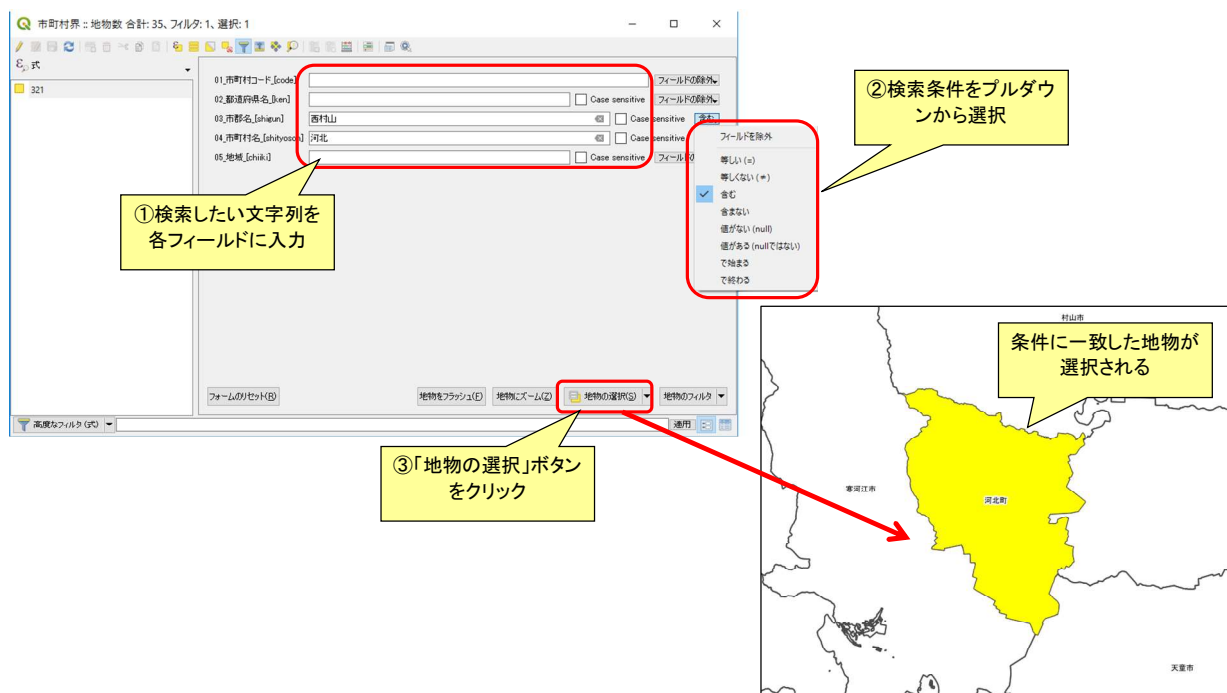 市町村界 :: 地物数 合計: 35、フィルタ: 1、選択: 1
式
321
01_市町村コード_[code]
フィールドの除外
02_都道府県名_[ken]
Case sensitive
フィールドの除外
03_市郡名_[shigun]
西村山
Case sensitive
含む
04_市町村名_[shityoson]
河北
Case sensitive
05_地域_[chiiki]
Case sensitive
フィールドの
フィールドを除外
等しい (=)
等しくない (≠)
含む
含まない
値がない (null)
値がある (nullではない)
で始まる
で終わる
②検索条件をプルダウ
ンから選択
①検索したい文字列を
各フィールドに入力
フォームのリセット(R)
地物をフラッシュ(F)
地物にズーム(Z)
地物の選択(S)
地物のフィルタ
高度なフィルタ (式)
適用
③「地物の選択」ボタン
をクリック
村山市
条件に一致した地物が
選択される
寒河江市
河北町
天童市